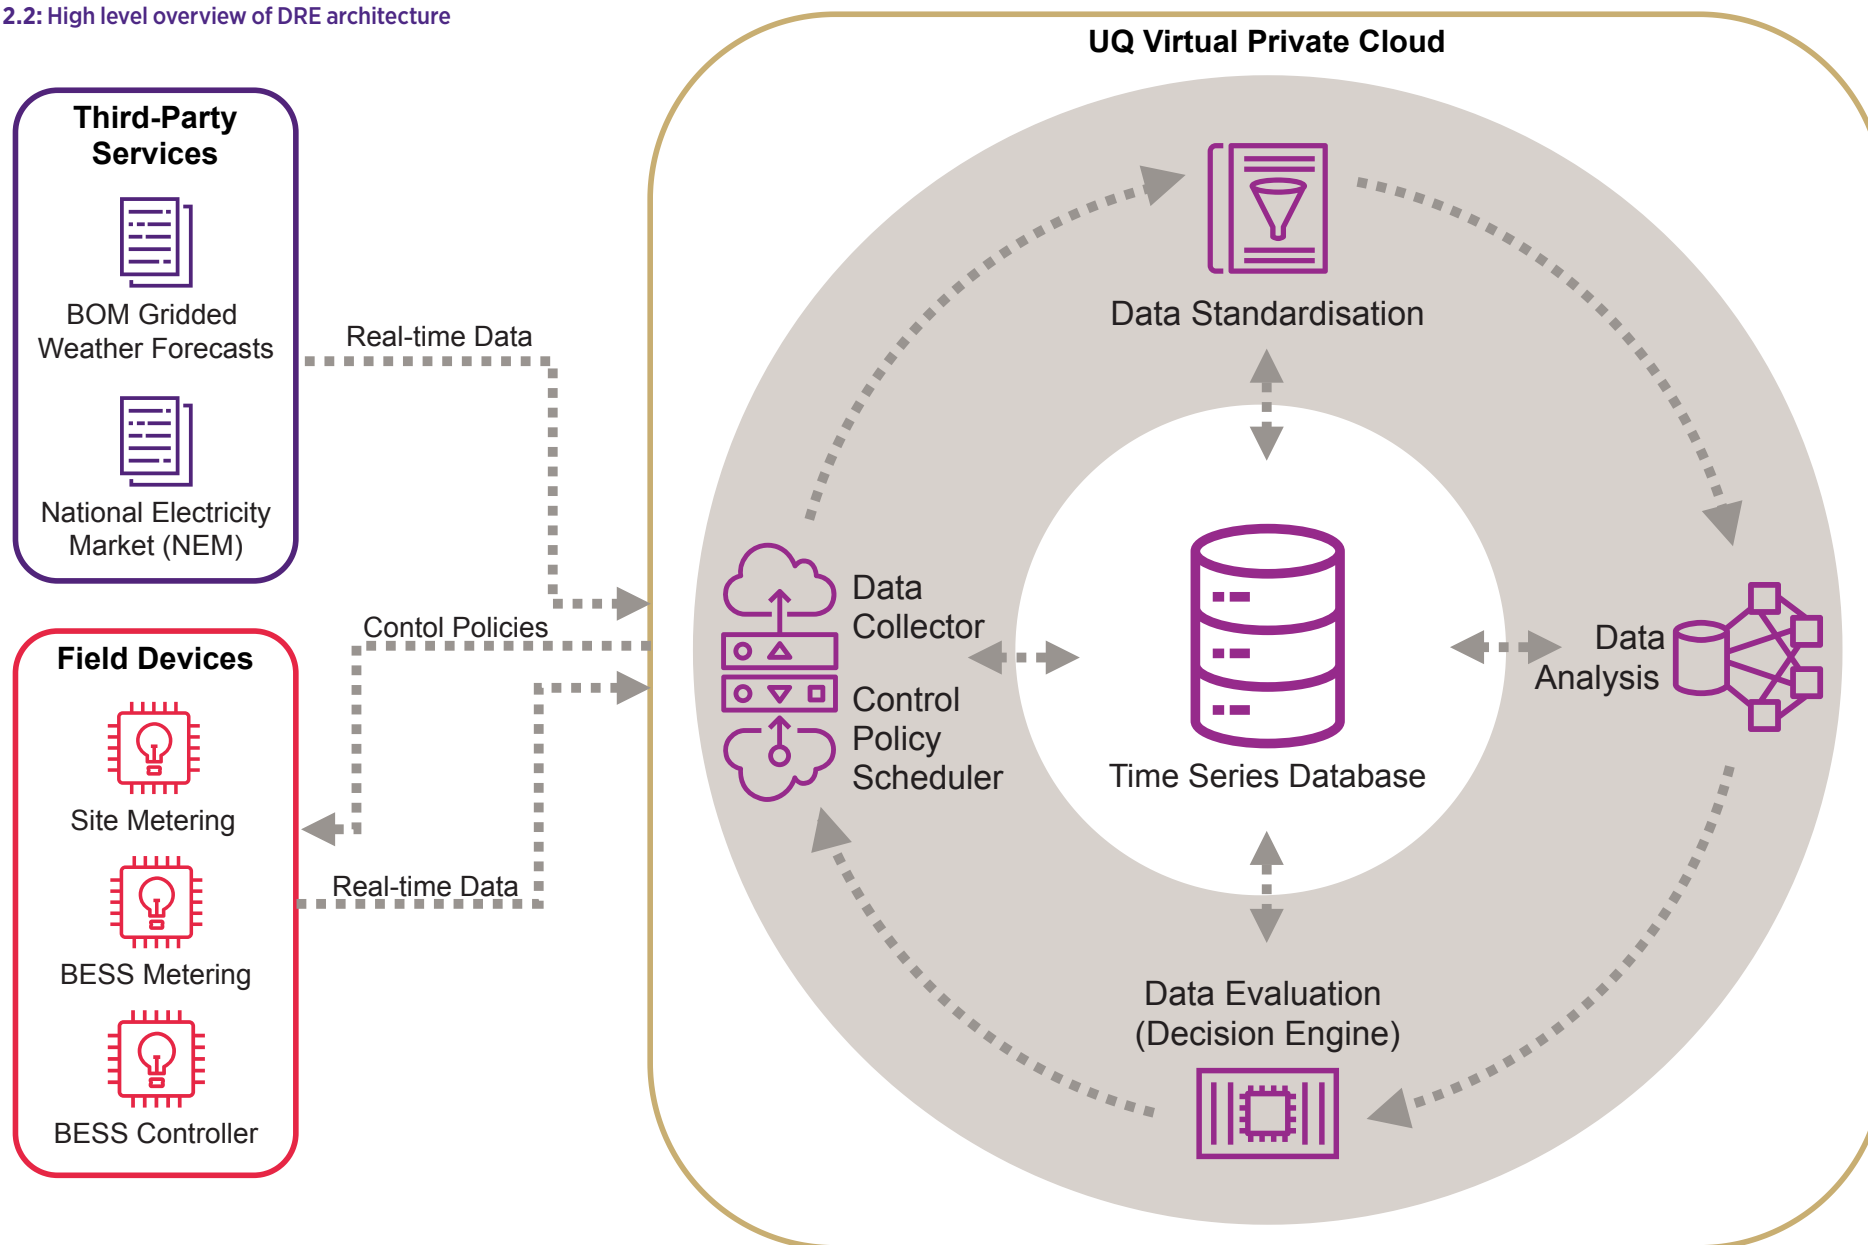 2.2: High level overview of DRE architecture
Third-Party
Services
BOM Gridded
Weather Forecasts
National Electricity
Market (NEM)
Field Devices
Site Metering
BESS Metering
BESS Controller
Real-time Data
Contol Policies
Real-time Data
UQ Virtual Private Cloud
Data Standardisation
Data
Collector
Control
Policy
Scheduler
Time Series Database
Data
Analysis
Data Evaluation
(Decision Engine)